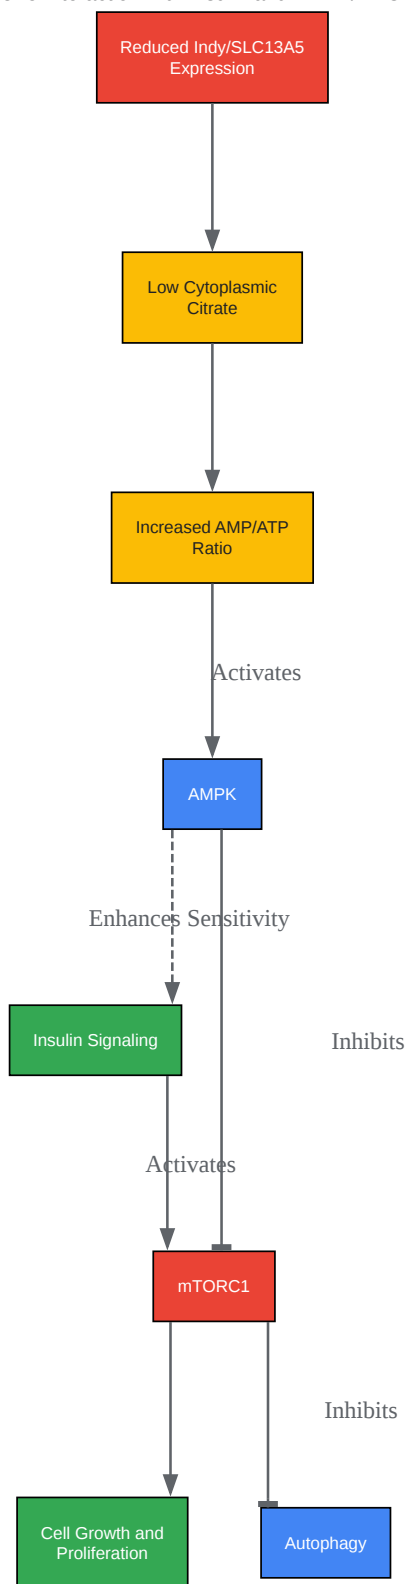 Reduced Indy/SLC13A5
Expression
Low Cytoplasmic
Citrate
Increased AMP/ATP
Ratio
Activates
AMPK
Enhances Sensitivity
Insulin Signaling
Inhibits
Activates
mTORC1
Inhibits
Cell Growth and
Proliferation
Autophagy